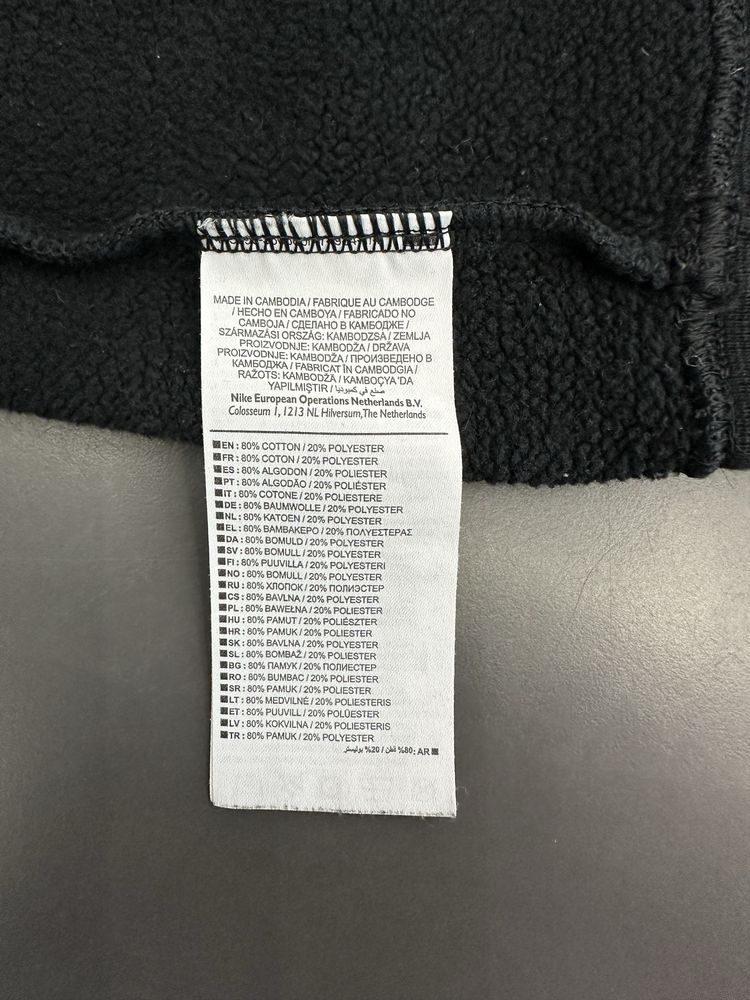 MADE IN CAMBODIA / FABRIQUE AU CAMBODGE
/ HECHO EN CAMBOYA / FABRICADO NO
CAMBOJA / СДЕЛАНО В КАМБОДЖЕ /
SZÁRMAZÁSI ORSZÁG: KAMBODZSA / ZEMLJA
PROIZVODNJE: KAMBODŽA / DRŽAVA
PROIZVODNJE: KAMBODŽA / ПРОИЗВЕДЕНО В
КАМБОДЖА / FABRICAT ÎN CAMBODGIA /
RAŽOTS: KAMBODŽĀ / KAMBOÇYA 'DA
YAPILMIŞTIR / صنع في كمبوديا
Nike European Operations Netherlands B.V.
Colosseum 1, 1213 NL Hilversum, The Netherlands
EN : 80% COTTON / 20% POLYESTER
FR : 80% COTON / 20% POLYESTER
ES : 80% ALGODON / 20% POLIESTER
PT : 80% ALGODÃO / 20% POLIÉSTER
IT : 80% COTONE / 20% POLIESTERE
DE : 80% BAUMWOLLE / 20% POLYESTER
NL : 80% KATOEN / 20% POLYESTER
EL : 80% ΒΑΜΒΑΚΕΡΟ / 20% ΠΟΛΥΕΣΤΕΡΑΣ
DA : 80% BOMULD / 20% POLYESTER
SV : 80% BOMULL / 20% POLYESTER
FI : 80% PUUVILLA / 20% POLYESTERI
NO : 80% BOMULL / 20% POLYESTER
RU : 80% ХЛОПОК / 20% ПОЛИЭСТЕР
CS : 80% BAVLNA / 20% POLYESTER
PL : 80% BAWEŁNA / 20% POLIESTER
HU : 80% PAMUT / 20% POLIÉSZTER
HR : 80% PAMUK / 20% POLIESTER
SK : 80% BAVLNA / 20% POLYESTER
SL : 80% BOMBAŽ / 20% POLIESTER
BG : 80% ПАМУК / 20% ПОЛИЕСТЕР
RO : 80% BUMBAC / 20% POLIESTER
SR : 80% PAMUK / 20% POLIESTER
LT : 80% MEDVILNĖ / 20% POLIESTERIS
ET : 80% PUUVILL / 20% POLÜESTER
LV : 80% KOKVILNA / 20% POLIESTERIS
TR : 80% PAMUK / 20% POLYESTER
AR : 80% قطن / 20% بوليستر